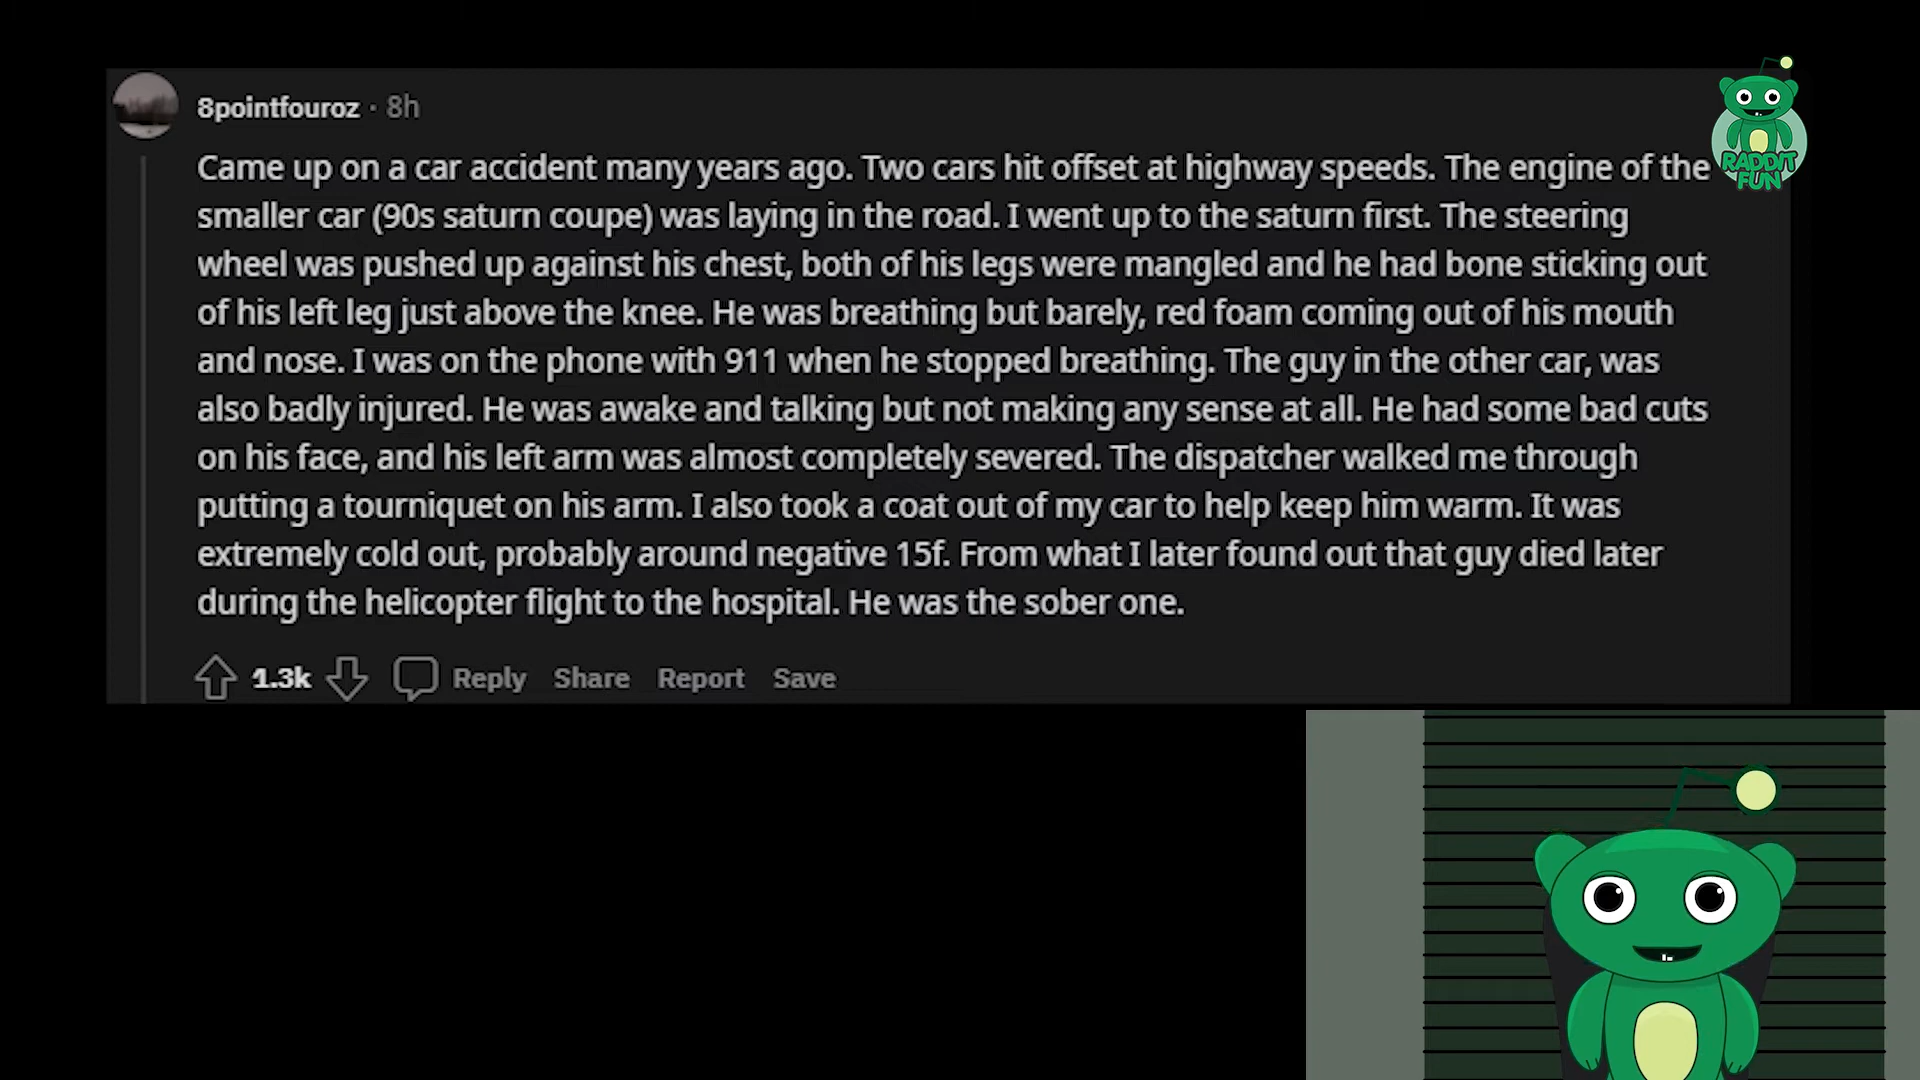 8pointfouroz · 8h
Came up on a car accident many years ago. Two cars hit offset at highway speeds. The engine of the
smaller car (90s saturn coupe) was laying in the road. I went up to the saturn first. The steering
wheel was pushed up against his chest, both of his legs were mangled and he had bone sticking out
of his left leg just above the knee. He was breathing but barely, red foam coming out of his mouth
and nose. I was on the phone with 911 when he stopped breathing. The guy in the other car, was
also badly injured. He was awake and talking but not making any sense at all. He had some bad cuts
on his face, and his left arm was almost completely severed. The dispatcher walked me through
putting a tourniquet on his arm. I also took a coat out of my car to help keep him warm. It was
extremely cold out, probably around negative 15f. From what I later found out that guy died later
during the helicopter flight to the hospital. He was the sober one.
1.3k Reply Share Report Save
RADDIT
FUN